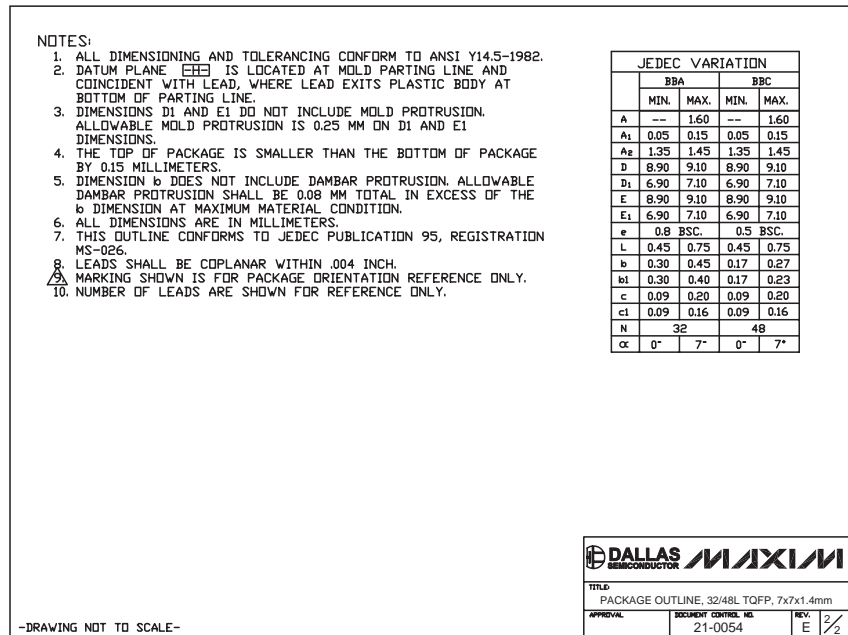 NOTES:
1. ALL DIMENSIONING AND TOLERANCING CONFORM TO ANSI Y14.5-1982.
2. DATUM PLANE -H- IS LOCATED AT MOLD PARTING LINE AND
COINCIDENT WITH LEAD, WHERE LEAD EXITS PLASTIC BODY AT
BOTTOM OF PARTING LINE.
3. DIMENSIONS D1 AND E1 DO NOT INCLUDE MOLD PROTRUSION.
ALLOWABLE MOLD PROTRUSION IS 0.25 MM ON D1 AND E1
DIMENSIONS.
4. THE TOP OF PACKAGE IS SMALLER THAN THE BOTTOM OF PACKAGE
BY 0.15 MILLIMETERS.
5. DIMENSION b DOES NOT INCLUDE DAMBAR PROTRUSION. ALLOWABLE
DAMBAR PROTRUSION SHALL BE 0.08 MM TOTAL IN EXCESS OF THE
b DIMENSION AT MAXIMUM MATERIAL CONDITION.
6. ALL DIMENSIONS ARE IN MILLIMETERS.
7. THIS OUTLINE CONFORMS TO JEDEC PUBLICATION 95, REGISTRATION
MS-026.
8. LEADS SHALL BE COPLANAR WITHIN .004 INCH.
9. MARKING SHOWN IS FOR PACKAGE ORIENTATION REFERENCE ONLY.
10. NUMBER OF LEADS ARE SHOWN FOR REFERENCE ONLY.
JEDEC VARIATION
BBA BBC
MIN. MAX. MIN. MAX.
A -- 1.60 -- 1.60
A1 0.05 0.15 0.05 0.15
A2 1.35 1.45 1.35 1.45
D 8.90 9.10 8.90 9.10
D1 6.90 7.10 6.90 7.10
E 8.90 9.10 8.90 9.10
E1 6.90 7.10 6.90 7.10
e 0.8 BSC. 0.5 BSC.
L 0.45 0.75 0.45 0.75
b 0.30 0.45 0.17 0.27
b1 0.30 0.40 0.17 0.23
c 0.09 0.20 0.09 0.20
c1 0.09 0.16 0.09 0.16
N 32 48
α 0° 7° 0° 7°
DALLAS SEMICONDUCTOR MAXIM
TITLE:
PACKAGE OUTLINE, 32/48L TQFP, 7x7x1.4mm
APPROVAL DOCUMENT CONTROL NO. REV.
21-0054 E 2/2
-DRAWING NOT TO SCALE-